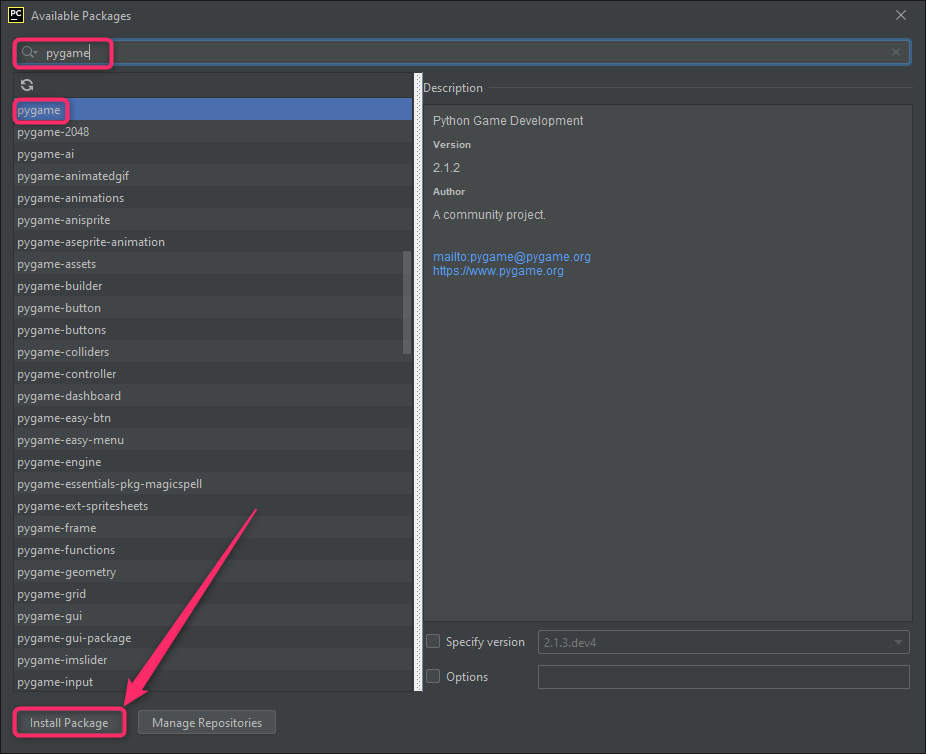 PC Available Packages
pygame
pygame
pygame-2048
pygame-ai
pygame-animatedgif
pygame-animations
pygame-anisprite
pygame-aseprite-animation
pygame-assets
pygame-builder
pygame-button
pygame-buttons
pygame-colliders
pygame-controller
pygame-dashboard
pygame-easy-btn
pygame-easy-menu
pygame-engine
pygame-essentials-pkg-magicspell
pygame-ext-spritesheets
pygame-frame
pygame-functions
pygame-geometry
pygame-grid
pygame-gui
pygame-gui-package
pygame-imslider
pygame-input
Description
Python Game Development
Version
2.1.2
Author
A community project.
mailto:pygame@pygame.org
https://www.pygame.org
Specify version 2.1.3.dev4
Options
Install Package Manage Repositories